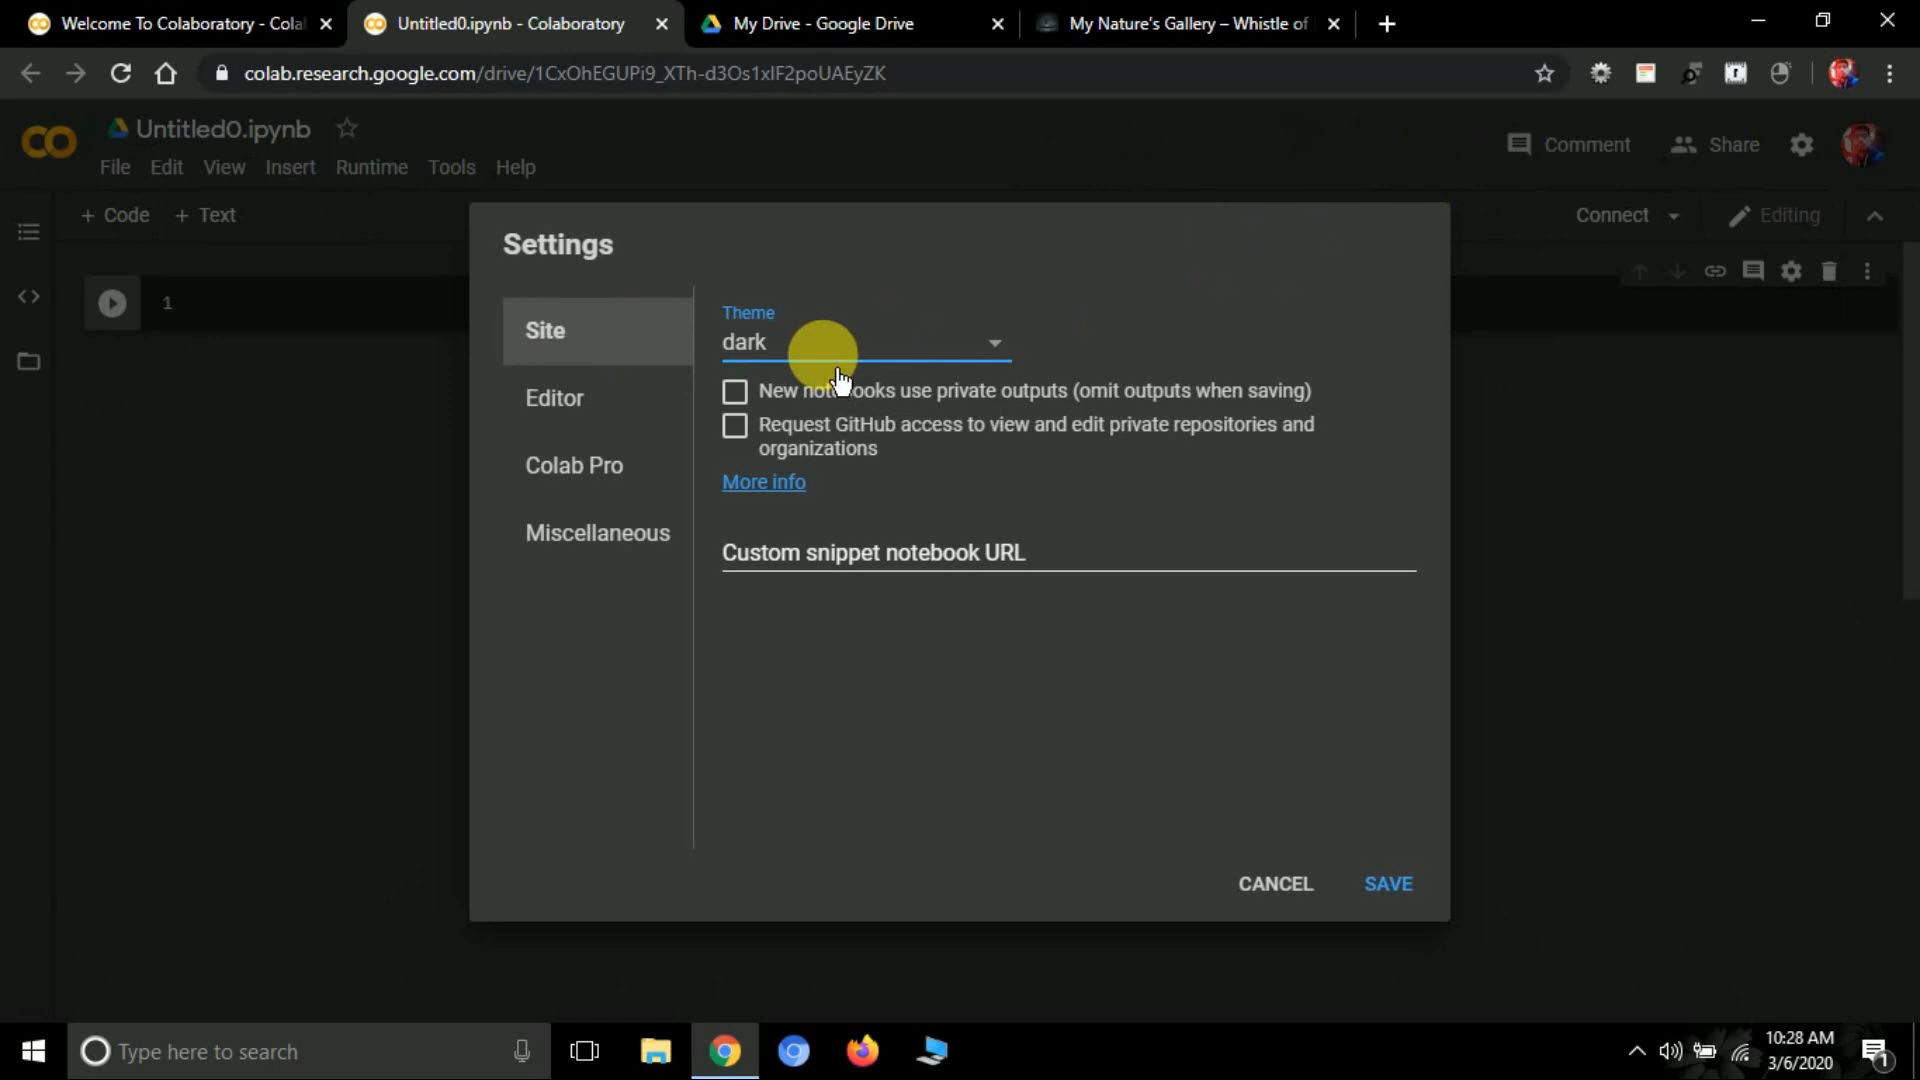 Welcome To Colaboratory - Cola
Untitled0.ipynb - Colaboratory
My Drive - Google Drive
My Nature's Gallery – Whistle of
colab.research.google.com/drive/1CxOhEGUPi9_XTh-d3Os1xIF2poUAEyZK
Untitled0.ipynb
File Edit View Insert Runtime Tools Help
Comment
Share
+ Code + Text
Connect
Editing
1
Settings
Site
Editor
Colab Pro
Miscellaneous
Theme
dark
New notebooks use private outputs (omit outputs when saving)
Request GitHub access to view and edit private repositories and
organizations
More info
Custom snippet notebook URL
CANCEL SAVE
Type here to search
10:28 AM
3/6/2020
1